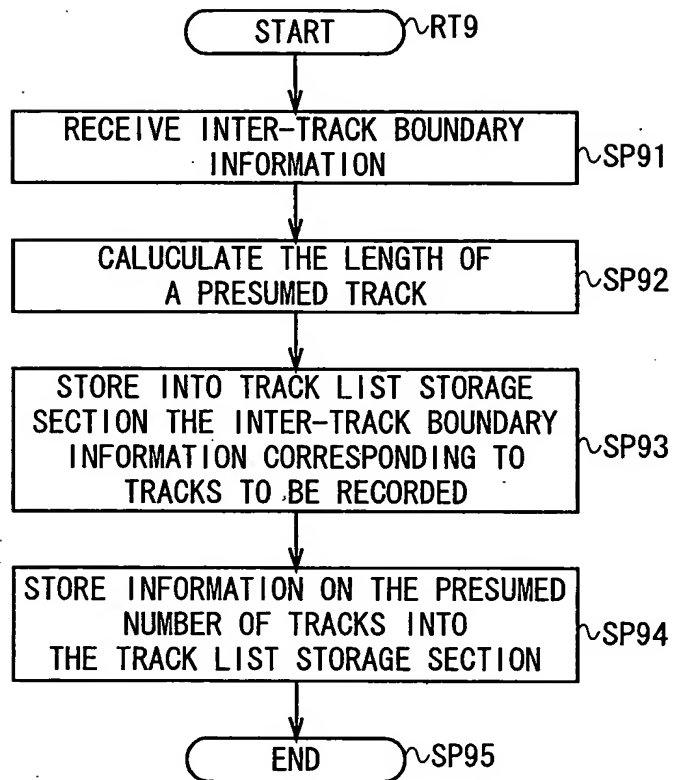 START
RT9
RECEIVE INTER-TRACK BOUNDARY
INFORMATION
SP91
CALUCULATE THE LENGTH OF
A PRESUMED TRACK
SP92
STORE INTO TRACK LIST STORAGE
SECTION THE INTER-TRACK BOUNDARY
INFORMATION CORRESPONDING TO
TRACKS TO BE RECORDED
SP93
STORE INFORMATION ON THE PRESUMED
NUMBER OF TRACKS INTO
THE TRACK LIST STORAGE SECTION
SP94
END
SP95